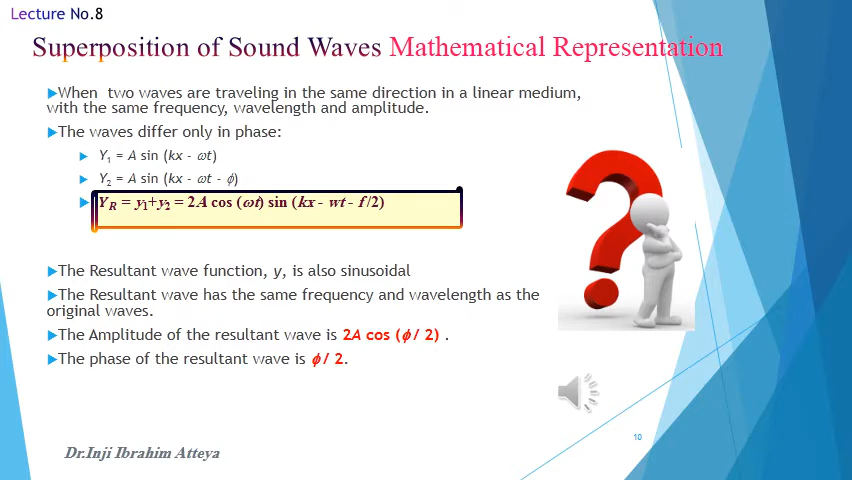 Lecture No.8
Superposition of Sound Waves Mathematical Representation
▶When two waves are traveling in the same direction in a linear medium,
with the same frequency, wavelength and amplitude.
▶The waves differ only in phase:
▶ Y₁ = A sin (kx - ωt)
▶ Y₂ = A sin (kx - ωt - ϕ)
▶ Y_R = y₁+y₂ = 2A cos (ωt) sin (kx - wt - f/2)
▶The Resultant wave function, y, is also sinusoidal
▶The Resultant wave has the same frequency and wavelength as the
original waves.
▶The Amplitude of the resultant wave is 2A cos (ϕ/ 2) .
▶The phase of the resultant wave is ϕ/ 2.
10
Dr.Inji Ibrahim Atteya